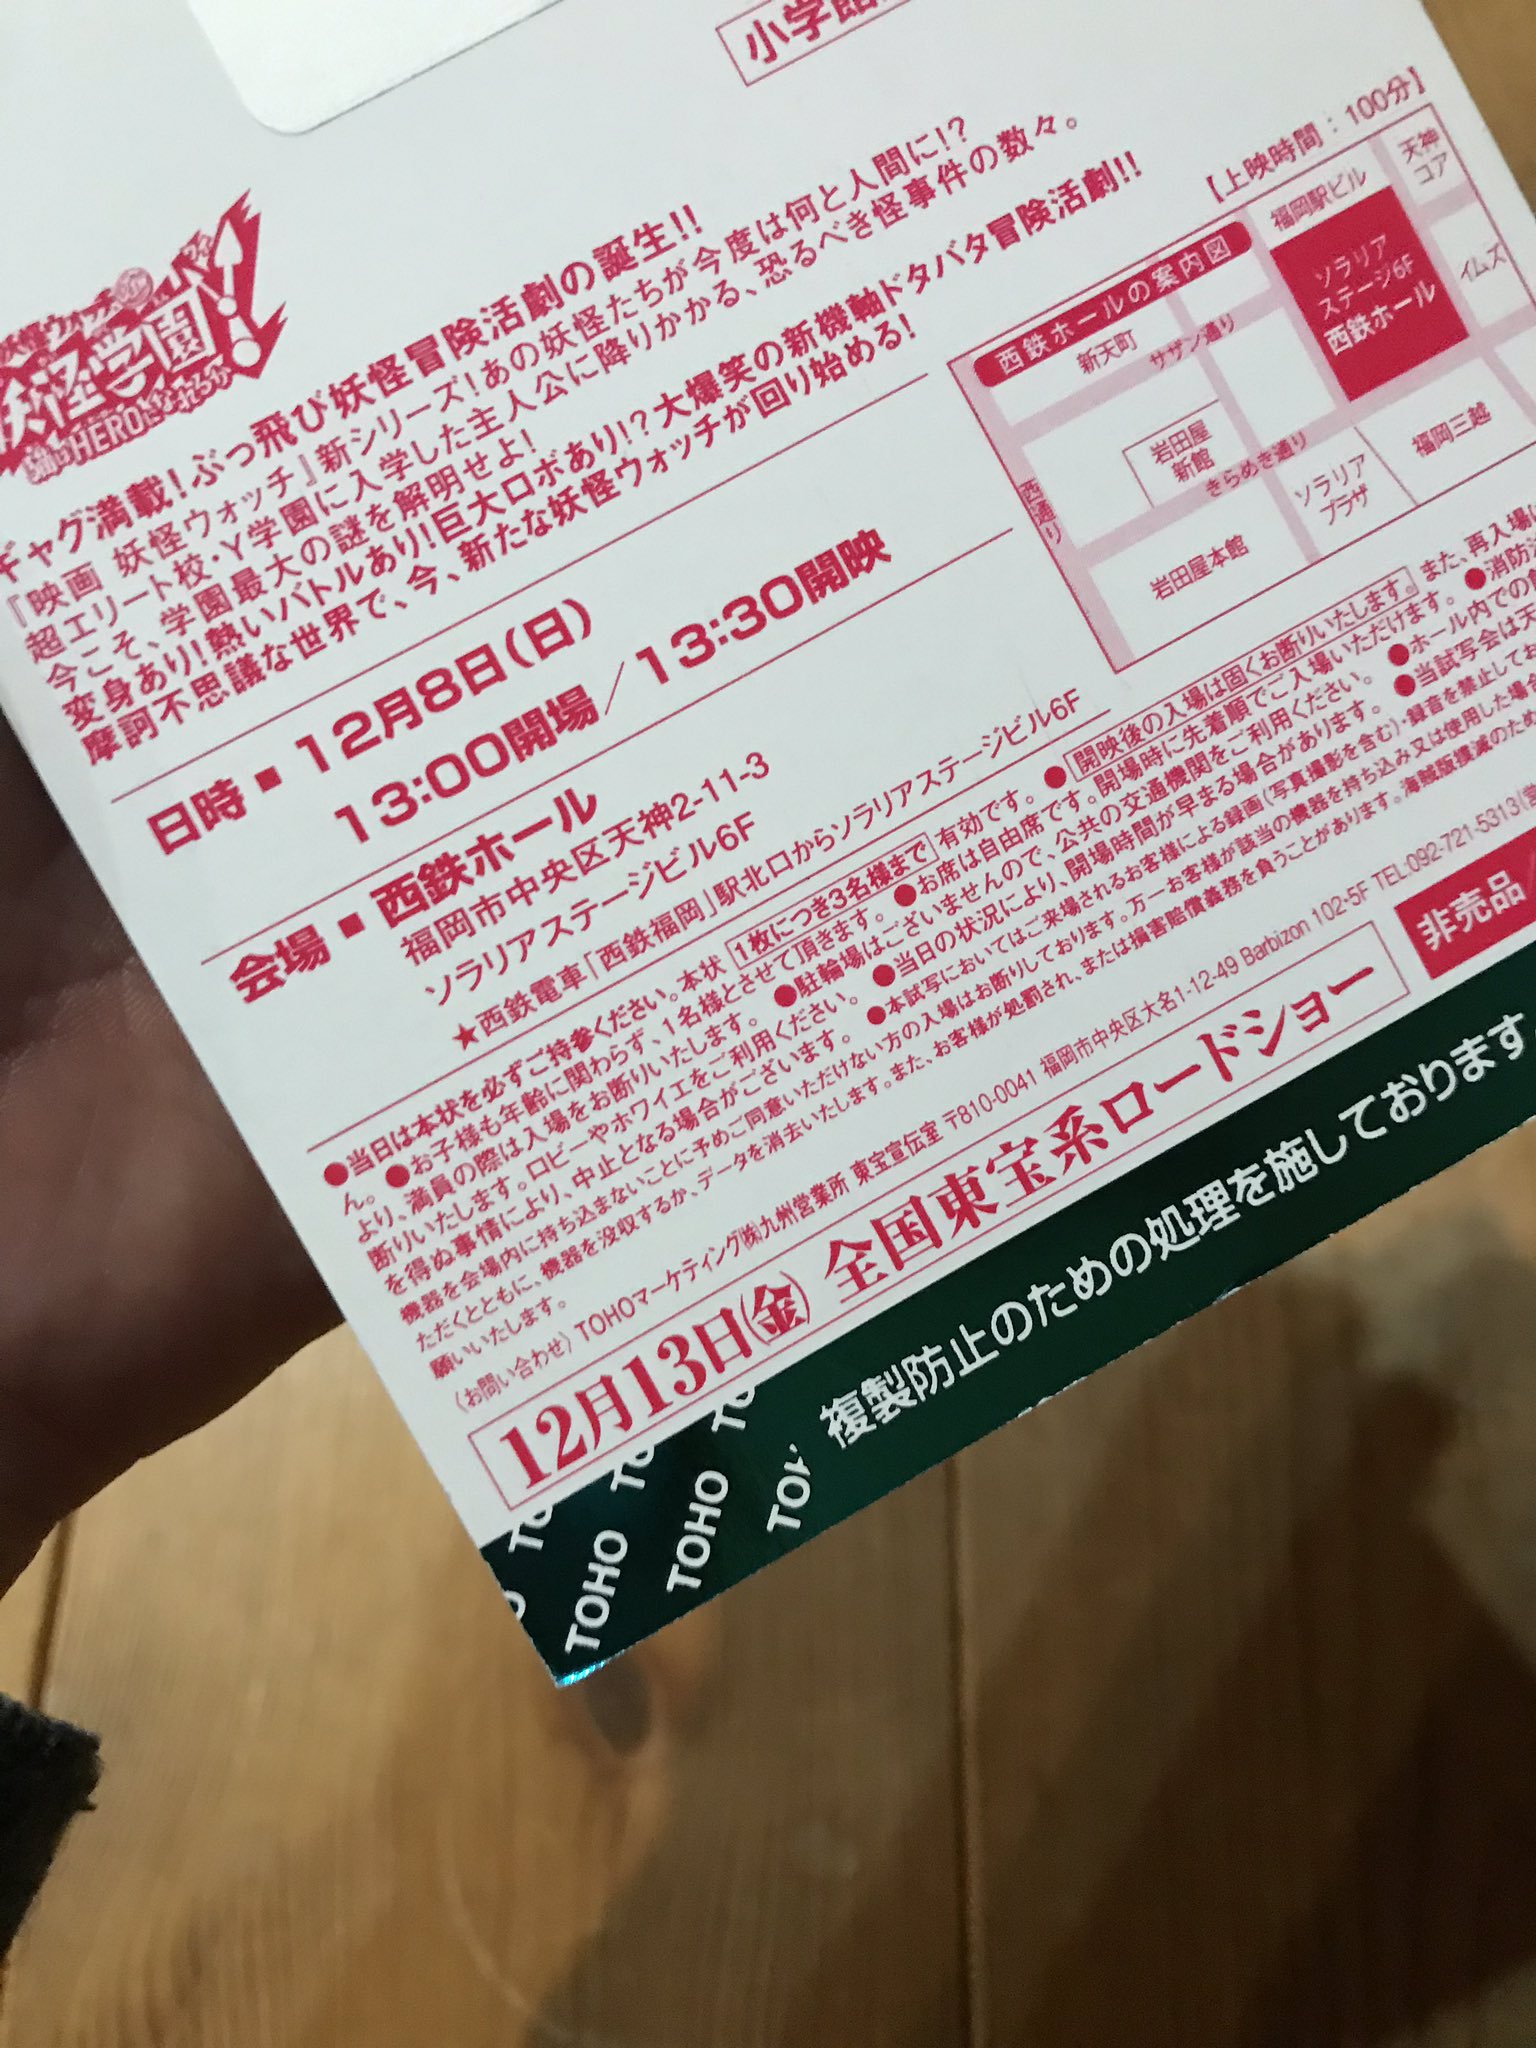 小学館
妖怪学園
猫はHEROになれるか
ギャグ満載!ぶっ飛び妖怪冒険活劇の誕生!!
『映画 妖怪ウォッチ』新シリーズ!あの妖怪たちが今度は何と人間に!?
超エリート校・Y学園に入学した主人公に降りかかる、恐るべき怪事件の数々。
今こそ、学園最大の謎を解明せよ!
変身あり!熱いバトルあり!巨大ロボあり!?大爆笑の新機軸ドタバタ冒険活劇!!
摩訶不思議な世界で、今、新たな妖怪ウォッチが回り始める!
【上映時間:100分】
日時■12月8日(日)
13:00開場/13:30開映
会場■西鉄ホール
福岡市中央区天神2-11-3
ソラリアステージビル6F
★西鉄電車「西鉄福岡」駅北口からソラリアステージビル6F
西鉄ホールの案内図
福岡駅ビル
天神
コア
新天町
サザン通り
ソラリア
ステージ6F
西鉄ホール
イムズ
岩田屋
新館
きらめき通り
福岡三越
西通り
岩田屋本館
ソラリア
プラザ
●当日は本状を必ずご持参ください。本状 1枚につき3名様まで 有効です。 ●開映後の入場は固くお断りいたします。また、再入場は
ん。 ●お子様も年齢に関わらず、1名様とさせて頂きます。 ●お席は自由席です。開場時に先着順でご入場いただけます。 ●消防法
より、満員の際は入場をお断りいたします。 ●駐輪場はございませんので、公共の交通機関をご利用ください。 ●ホール内での
断りいたします。ロビーやホワイエをご利用ください。 ●当日の状況により、開場時間が早まる場合があります。 ●当試写会は天
を得ぬ事情により、中止となる場合がございます。 ●本試写においてはご来場されるお客様による録画(写真撮影を含む)・録音を禁止してお
機器を会場内に持ち込まないことに予めご同意いただけない方の入場はお断りしております。万一お客様が該当の機器を持ち込み又は使用した場合
ただくとともに、機器を没収するか、データを消去いたします。また、お客様が処罰され、または損害賠償義務を負うことがあります。海賊版撲滅のため
願いいたします。
〈お問い合わせ〉TOHOマーケティング㈱九州営業所 東宝宣伝室 〒810-0041 福岡市中央区大名1-12-49 Barbizon 102-5F TEL:092-721-5313
12月13日(金) 全国東宝系ロードショー
非売品
TOHO
TOHO
複製防止のための処理を施しております